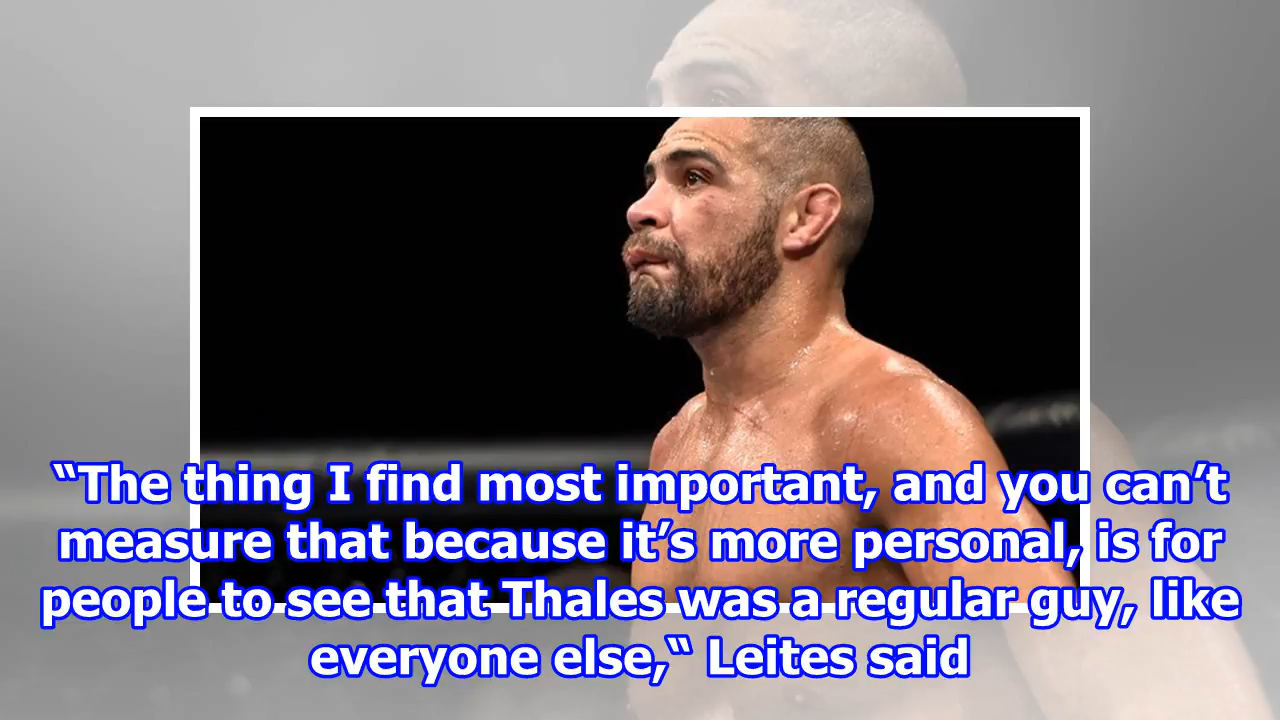 “The thing I find most important, and you can’t
measure that because it’s more personal, is for
people to see that Thales was a regular guy, like
everyone else,“ Leites said